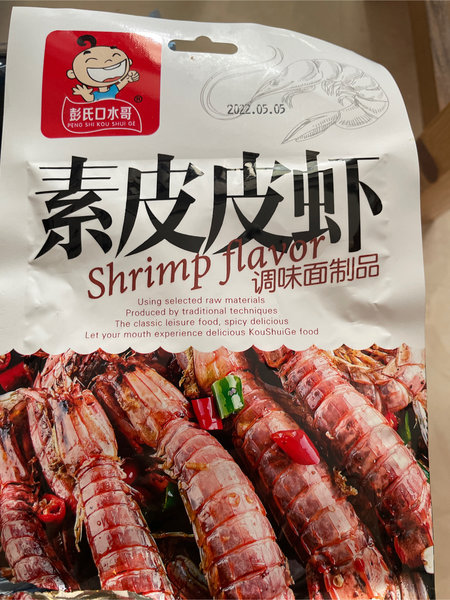 彭氏口水哥®
PENG SHI KOU SHUI GE
2022.05.05
素皮皮虾
Shrimp flavor
调味面制品
Using selected raw materials
Produced by traditional techniques
The classic leisure food, spicy delicious
Let your mouth experience delicious KouShuiGe food